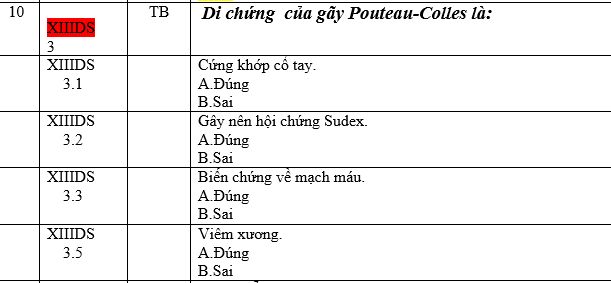 10 XIIIDS TB Di chứng của gãy Pouteau-Colles là:
3
XIIIDS Cứng khớp cổ tay.
3.1 A.Đúng
B.Sai
XIIIDS Gây nên hội chứng Sudex.
3.2 A.Đúng
B.Sai
XIIIDS Biến chứng về mạch máu.
3.3 A.Đúng
B.Sai
XIIIDS Viêm xương.
3.5 A.Đúng
B.Sai